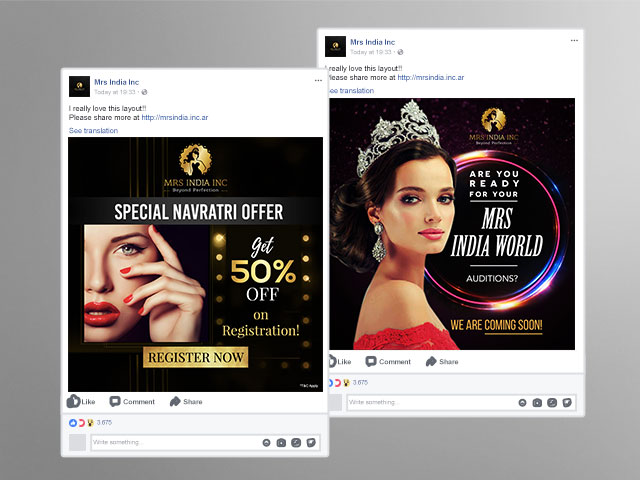 Mrs India Inc
Today at 19:33
I really love this layout!!
Please share more at http://mrsindia.inc.ar
See translation
MRS INDIA INC
Beyond Perfection
SPECIAL NAVRATRI OFFER
Get
50%
OFF
on
Registration!
REGISTER NOW
Like
Comment
Share
3.675
Write something
Mrs India Inc
Today at 19:33
I really love this layout!!
Please share more at http://mrsindia.inc.ar
See translation
MRS INDIA INC
Beyond Perfection
ARE YOU
READY
FOR YOUR
MRS
INDIA WORLD
AUDITIONS?
WE ARE COMING SOON!
Like
Comment
Share
3.675
Write something